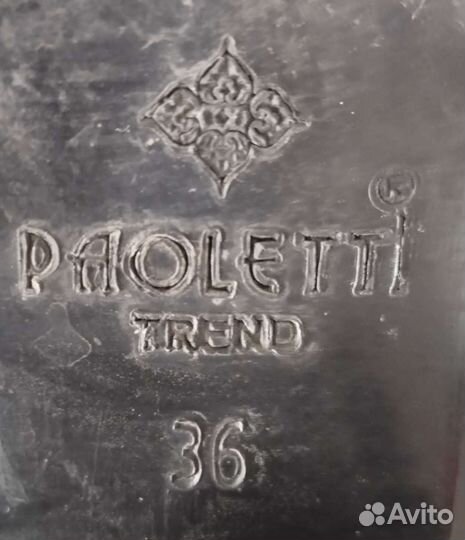 ®
PAOLETTi
TREND
36
Avito